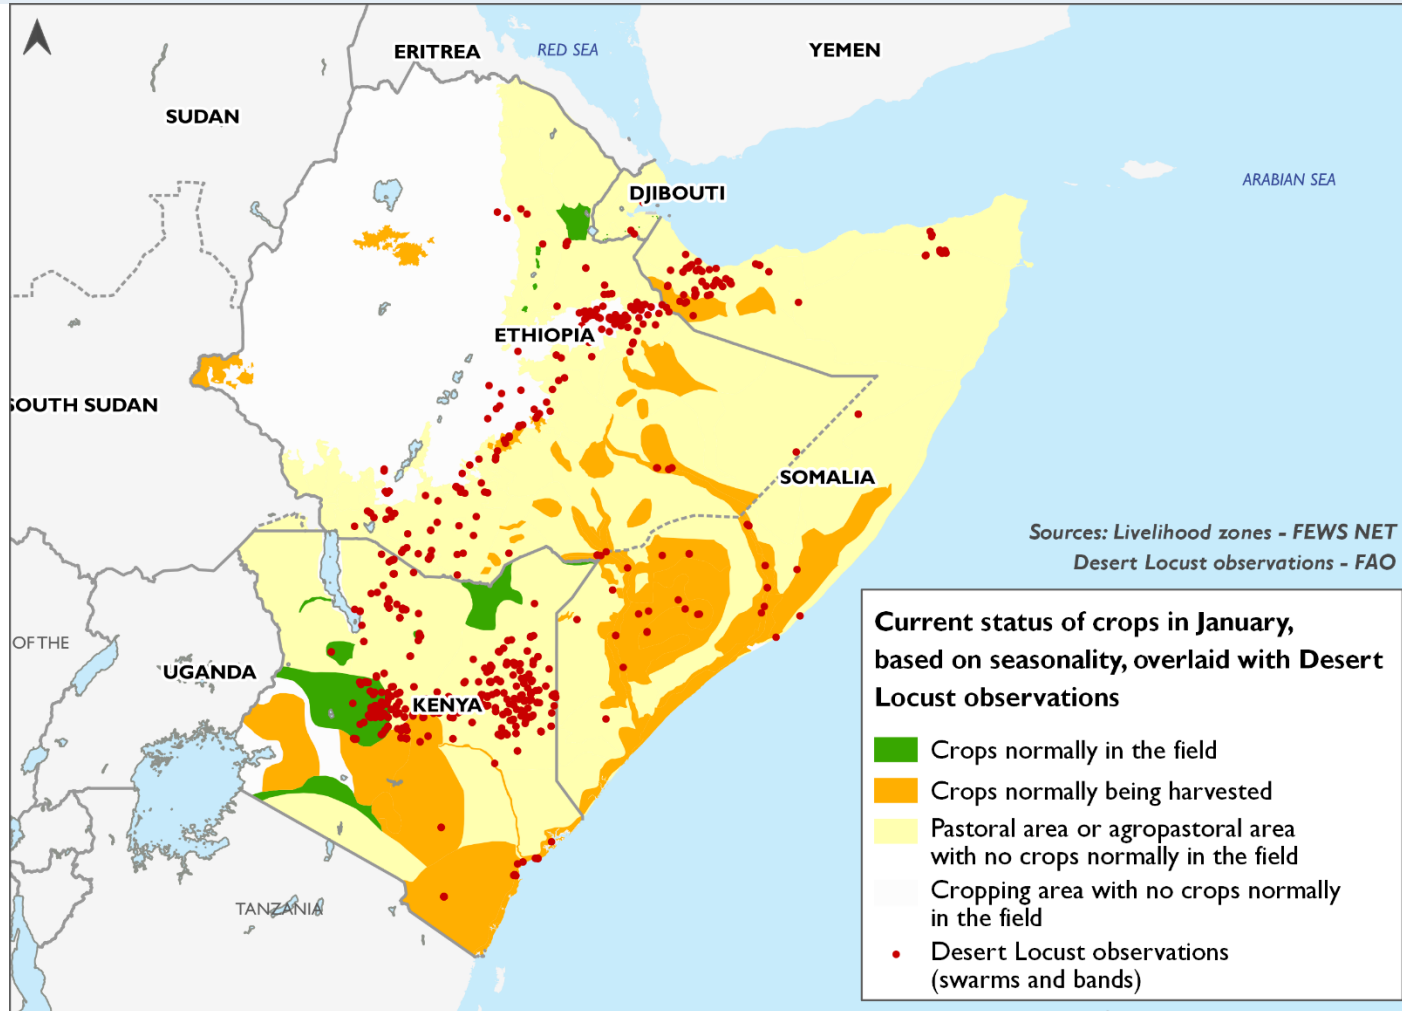 ERITREA
RED SEA
YEMEN
SUDAN
ARABIAN SEA
DJIBOUTI
ETHIOPIA
SOUTH SUDAN
SOMALIA
Sources: Livelihood zones - FEWS NET
Desert Locust observations - FAO
OF THE
UGANDA
KENYA
TANZANIA
Current status of crops in January,
based on seasonality, overlaid with Desert
Locust observations
Crops normally in the field
Crops normally being harvested
Pastoral area or agropastoral area
with no crops normally in the field
Cropping area with no crops normally
in the field
Desert Locust observations
(swarms and bands)